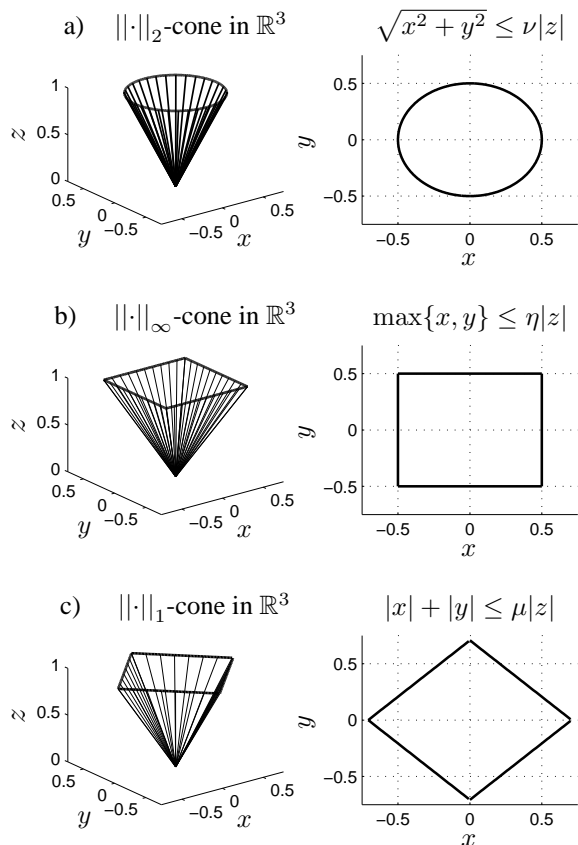 a) ||·||₂-cone in ℝ³
√(x² + y²) ≤ ν|z|
1
0.5
0
z
0.5
0
−0.5
y
−0.5
0
0.5
x
0.5
0
−0.5
y
−0.5
0
0.5
x
b) ||·||∞-cone in ℝ³
max{x, y} ≤ η|z|
1
0.5
0
z
0.5
0
−0.5
y
−0.5
0
0.5
x
0.5
0
−0.5
y
−0.5
0
0.5
x
c) ||·||₁-cone in ℝ³
|x| + |y| ≤ μ|z|
1
0.5
0
z
0.5
0
−0.5
y
−0.5
0
0.5
x
0.5
0
−0.5
y
−0.5
0
0.5
x